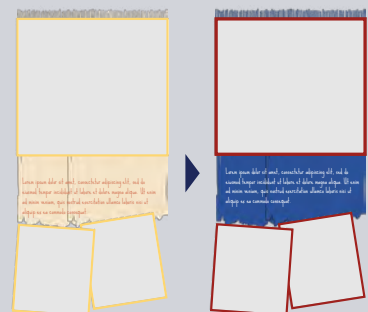 Lorem ipsum dolor sit amet, consectetur adipiscing elit, sed do
eiusmod tempor incididunt ut labore et dolore magna aliqua. Ut enim
ad minim veniam, quis nostrud exercitation ullamco laboris nisi ut
aliquip ex ea commodo consequat.
Lorem ipsum dolor sit amet, consectetur adipiscing elit, sed do
eiusmod tempor incididunt ut labore et dolore magna aliqua. Ut enim
ad minim veniam, quis nostrud exercitation ullamco laboris nisi ut
aliquip ex ea commodo consequat.